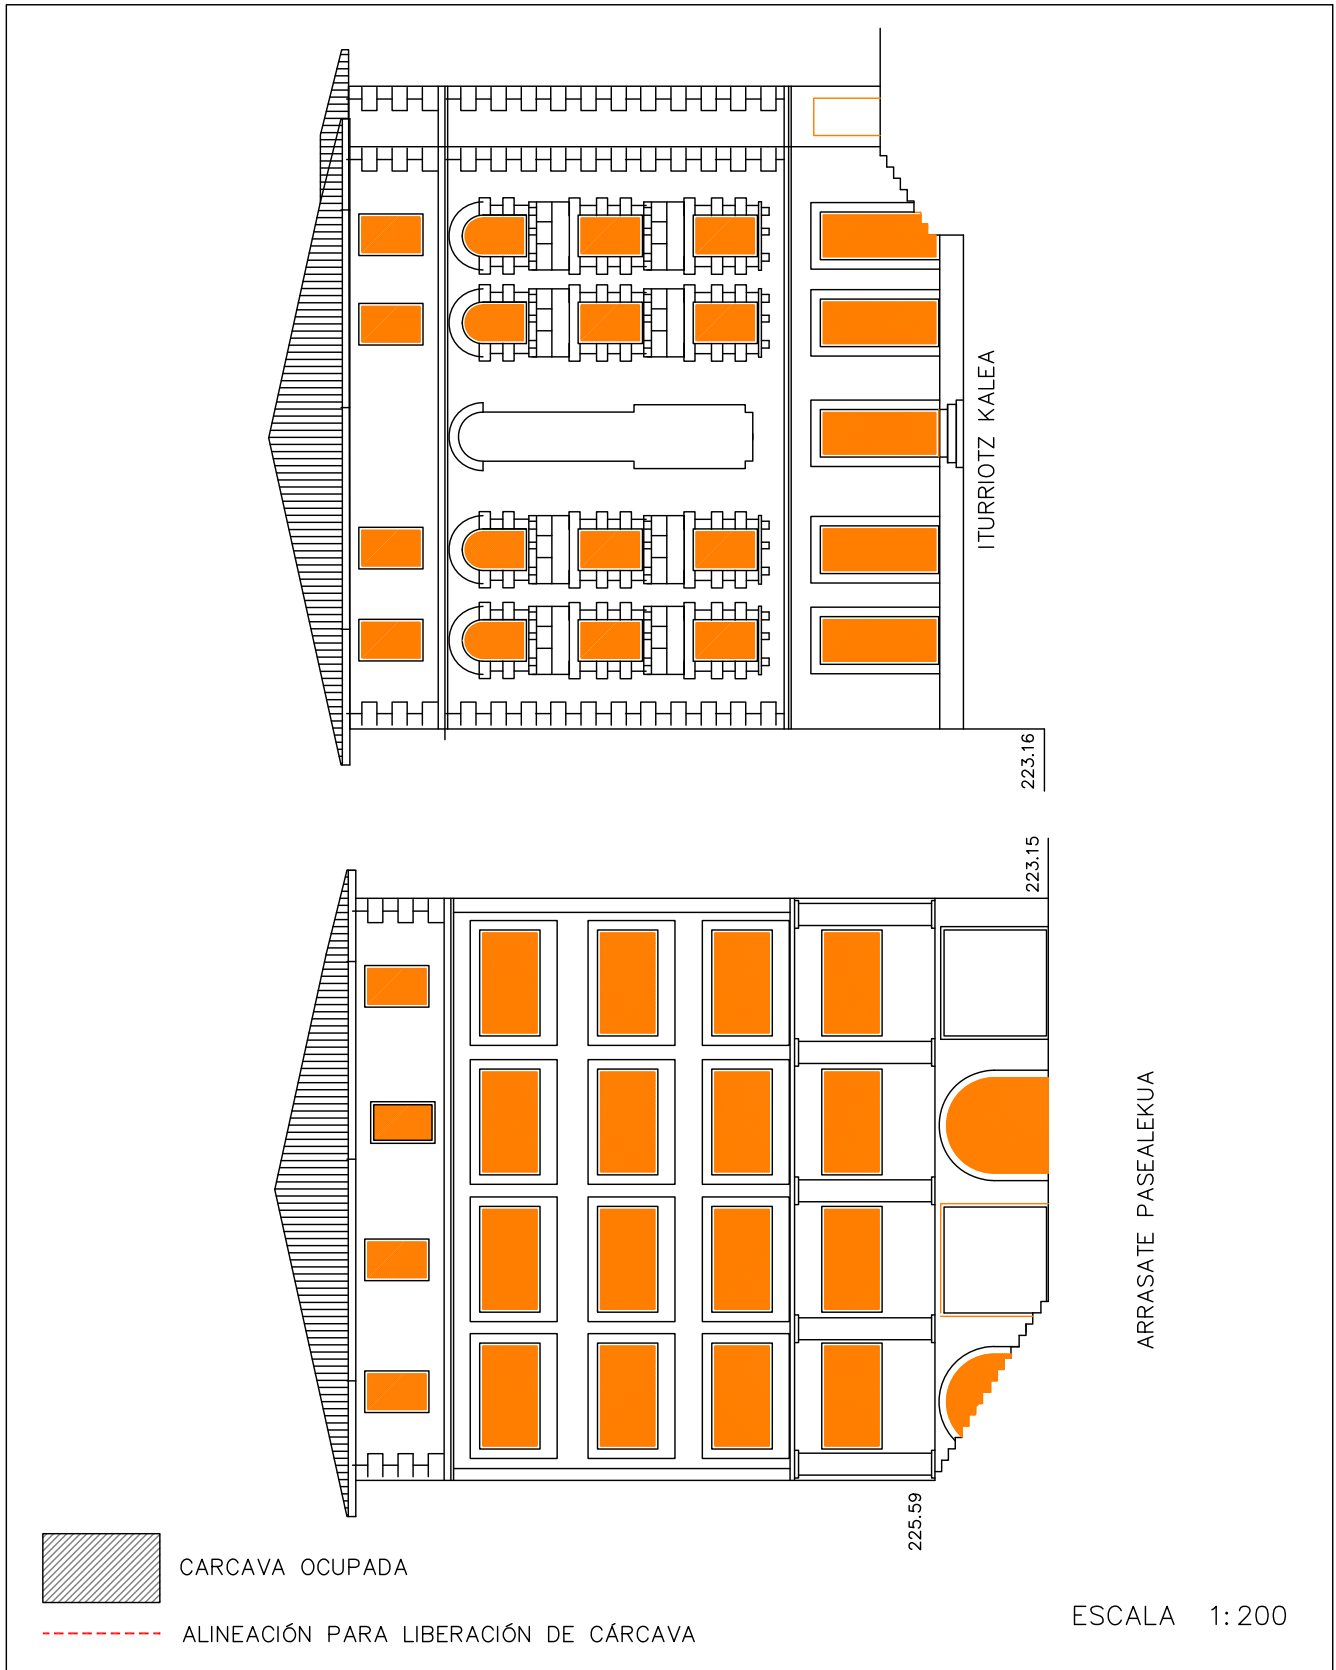 ITURRIOTZ KALEA
223.16
223.15
ARRASATE PASEALEKUA
225.59
CARCAVA OCUPADA
ALINEACIÓN PARA LIBERACIÓN DE CÁRCAVA
ESCALA 1:200